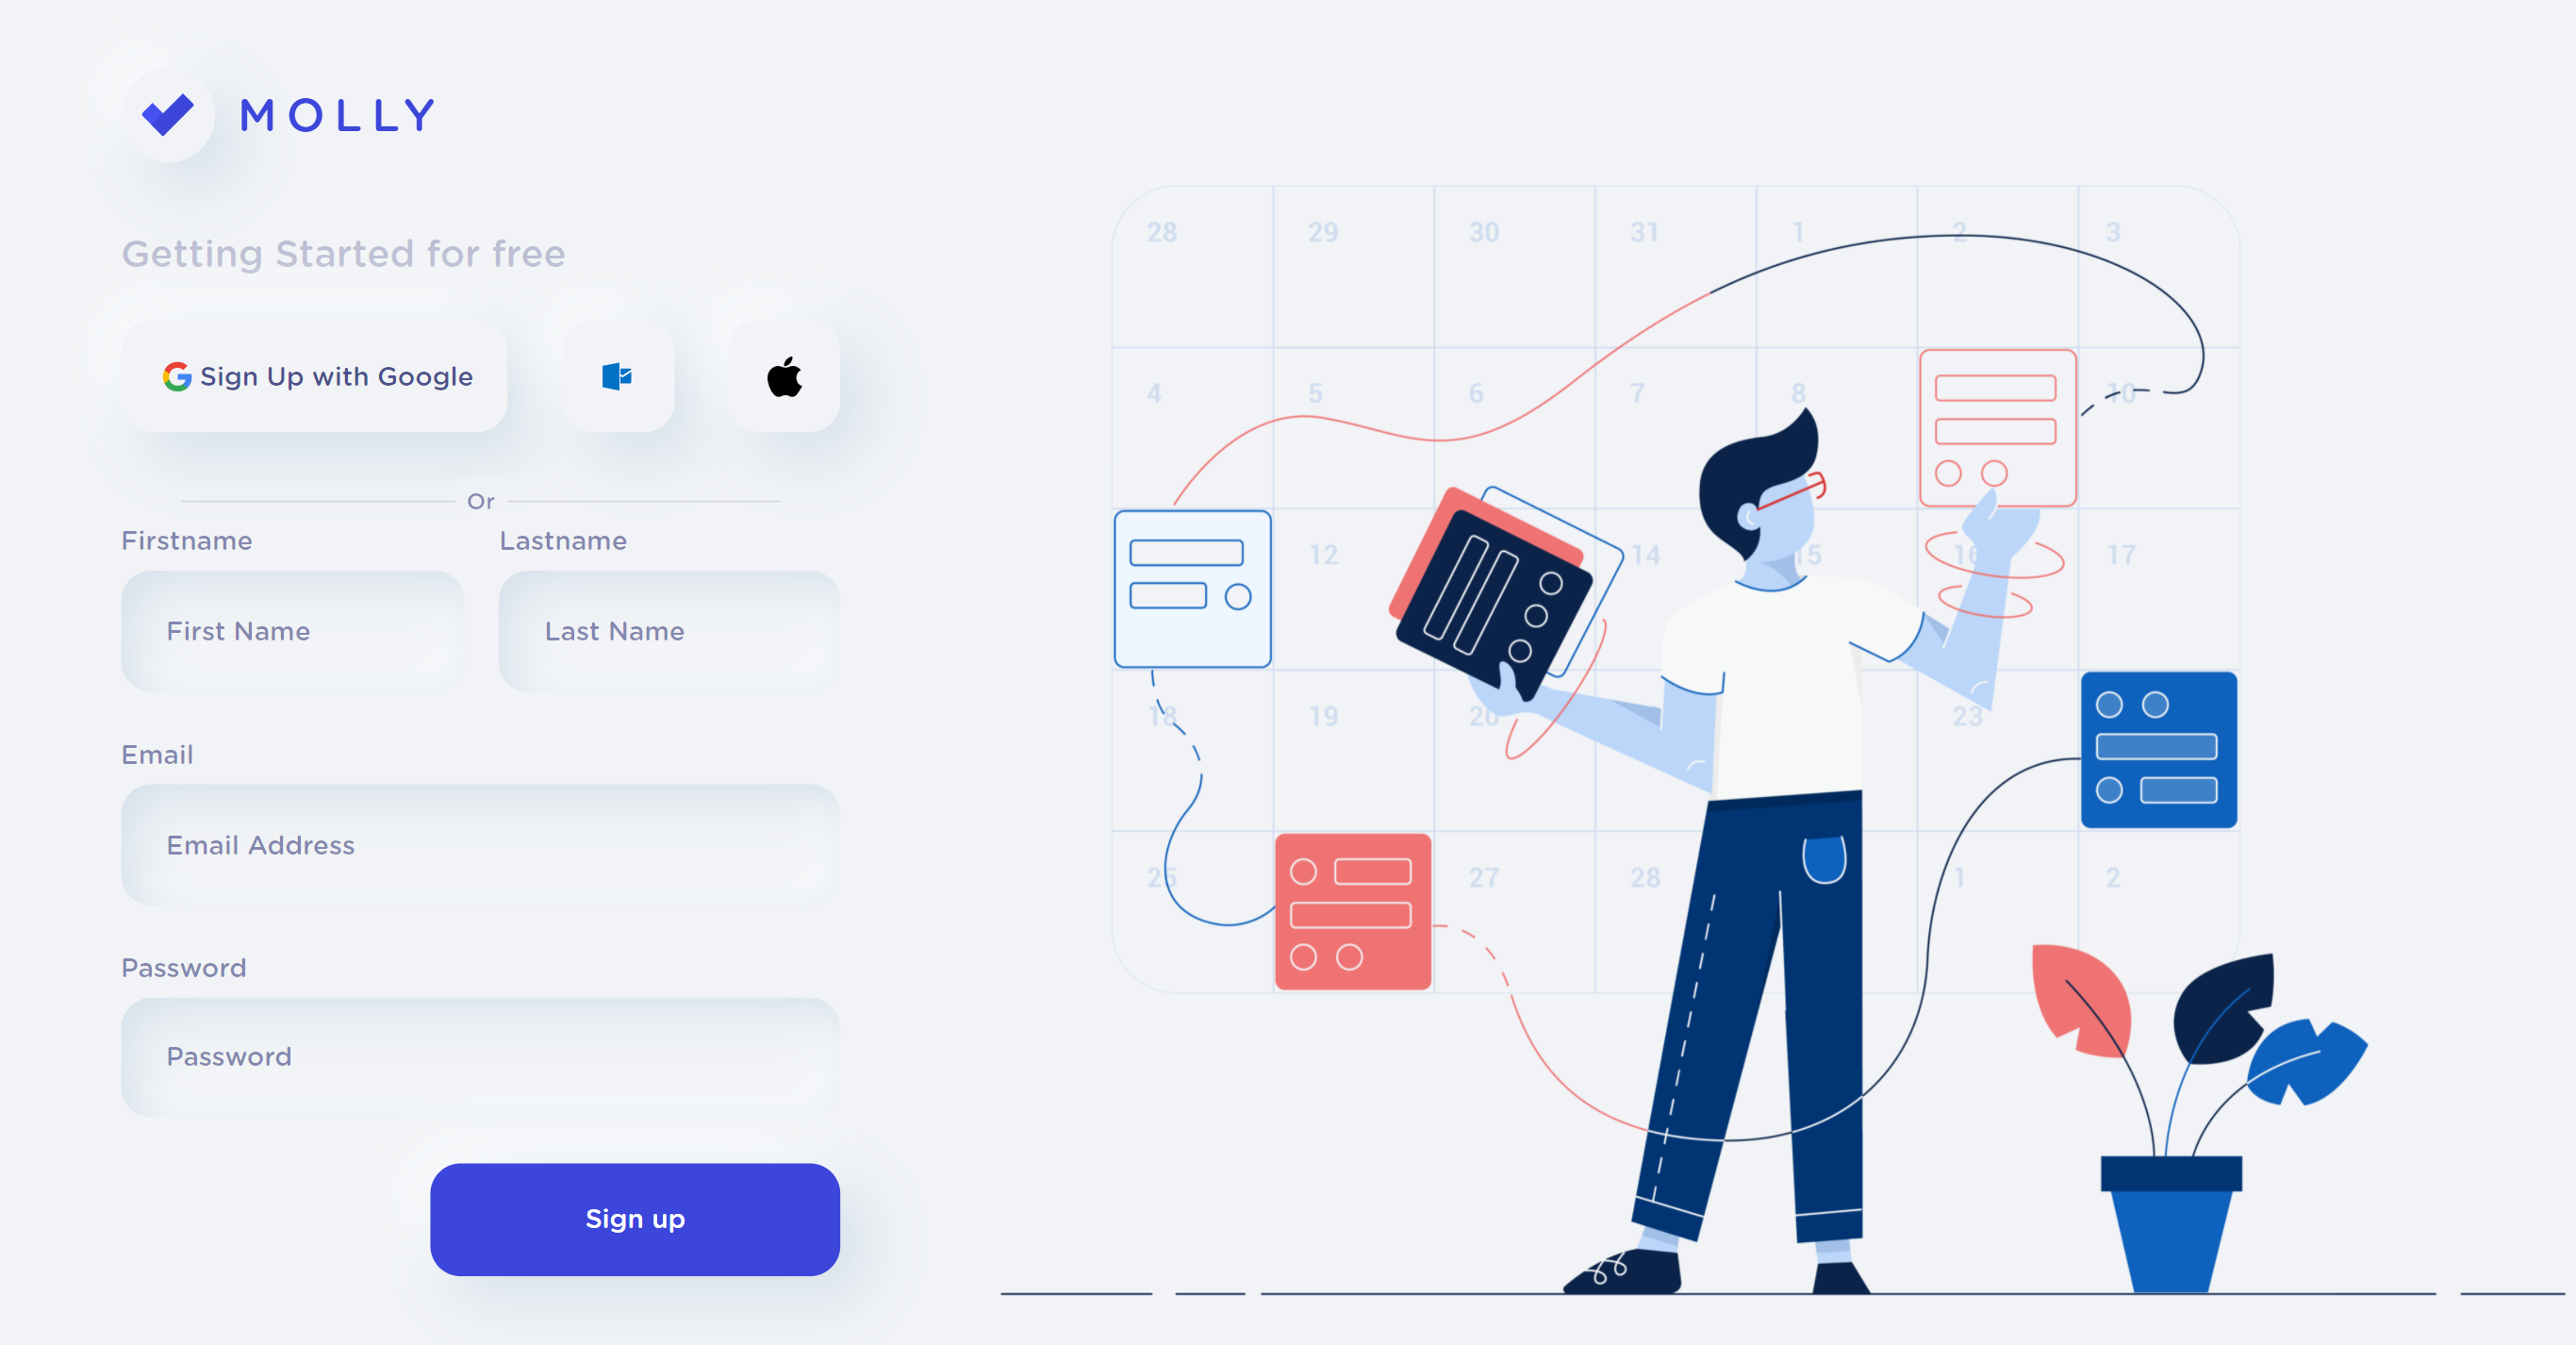 MOLLY
Getting Started for free
Sign Up with Google
Or
Firstname Lastname
First Name Last Name
Email
Email Address
Password
Password
Sign up
28 29 30 31 1 2 3
4 5 6 7 8 10
12 14 15 16 17
18 19 20 23
25 27 28 1 2